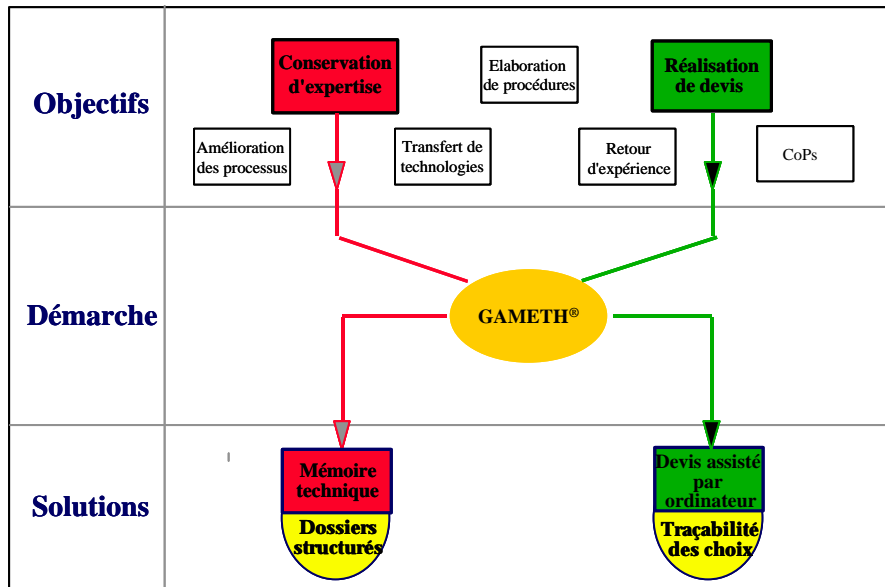 Objectifs
Conservation
d'expertise
Elaboration
de procédures
Réalisation
de devis
Amélioration
des processus
Transfert de
technologies
Retour
d'expérience
CoPs
Démarche
GAMETH®
Solutions
Mémoire
technique
Dossiers
structurés
Devis assisté
par
ordinateur
Traçabilité
des choix